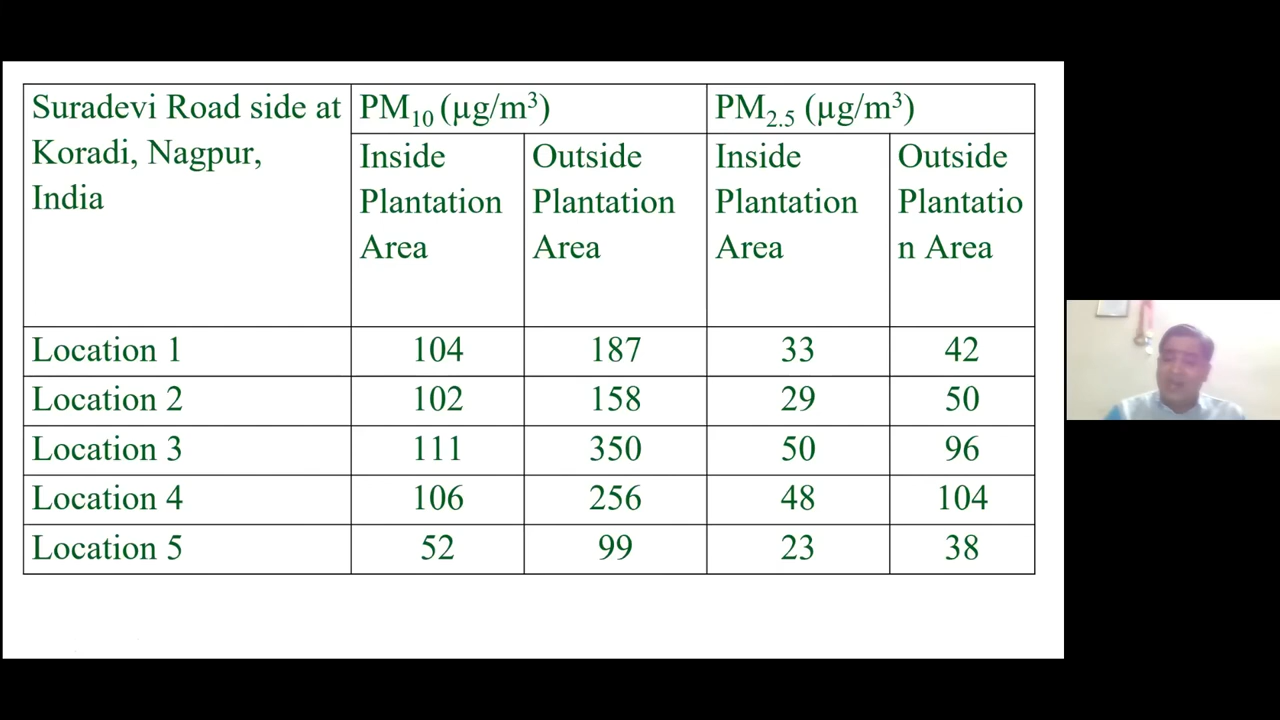 Suradevi Road side at
Koradi, Nagpur,
India
PM10 (µg/m³)
PM2.5 (µg/m³)
Inside
Plantation
Area
Outside
Plantation
Area
Inside
Plantation
Area
Outside
Plantatio
n Area
Location 1 104 187 33 42
Location 2 102 158 29 50
Location 3 111 350 50 96
Location 4 106 256 48 104
Location 5 52 99 23 38